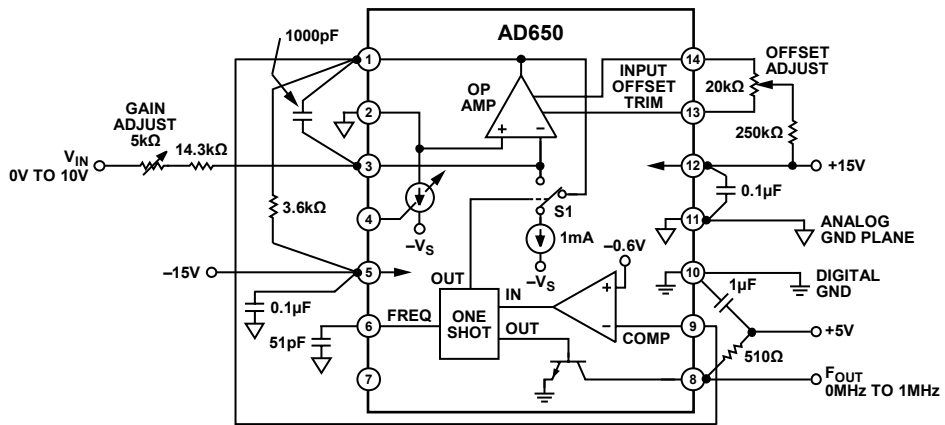 AD650
1000pF
1
14
OFFSET
ADJUST
INPUT
OFFSET
TRIM
20kΩ
OP
AMP
GAIN
ADJUST
5kΩ
2
13
+
–
250kΩ
14.3kΩ
VIN
0V TO 10V
3
12
+15V
0.1µF
3.6kΩ
S1
4
11
ANALOG
GND PLANE
–VS
1mA
–0.6V
–15V
5
–VS
10
DIGITAL
GND
1µF
OUT
IN
+
0.1µF
FREQ
ONE
SHOT
6
–
9
+5V
COMP
51pF
OUT
510Ω
7
8
FOUT
0MHz TO 1MHz